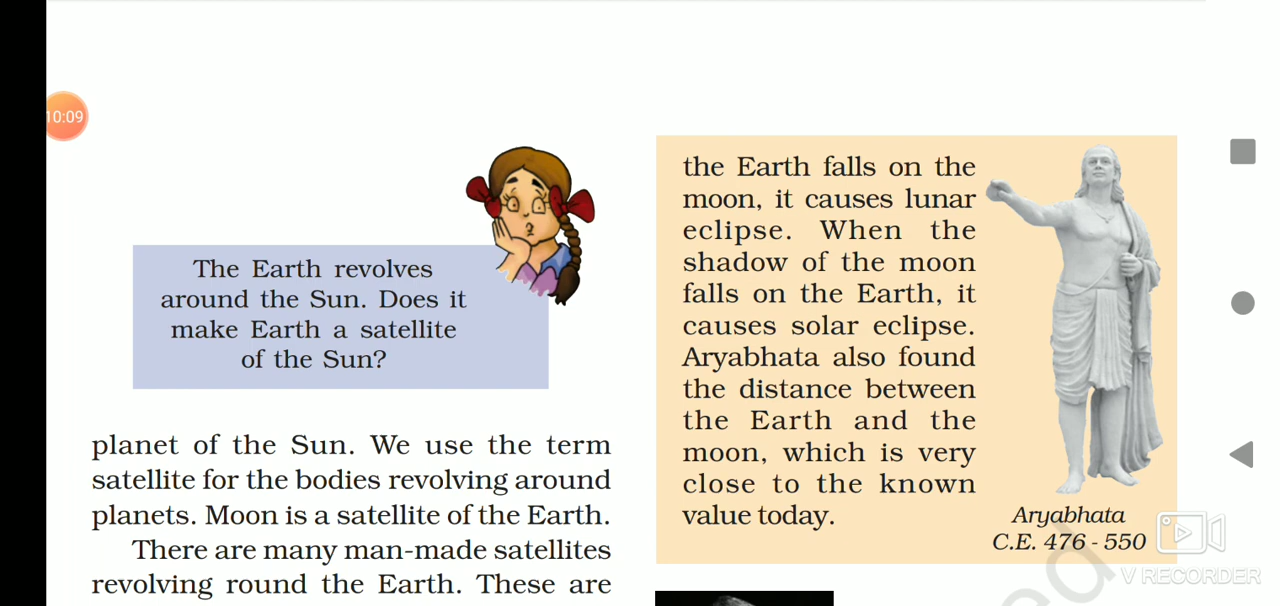 10:09
The Earth revolves
around the Sun. Does it
make Earth a satellite
of the Sun?
planet of the Sun. We use the term
satellite for the bodies revolving around
planets. Moon is a satellite of the Earth.
There are many man-made satellites
revolving round the Earth. These are
the Earth falls on the
moon, it causes lunar
eclipse. When the
shadow of the moon
falls on the Earth, it
causes solar eclipse.
Aryabhata also found
the distance between
the Earth and the
moon, which is very
close to the known
value today.
Aryabhata
C.E. 476 - 550
V RECORDER